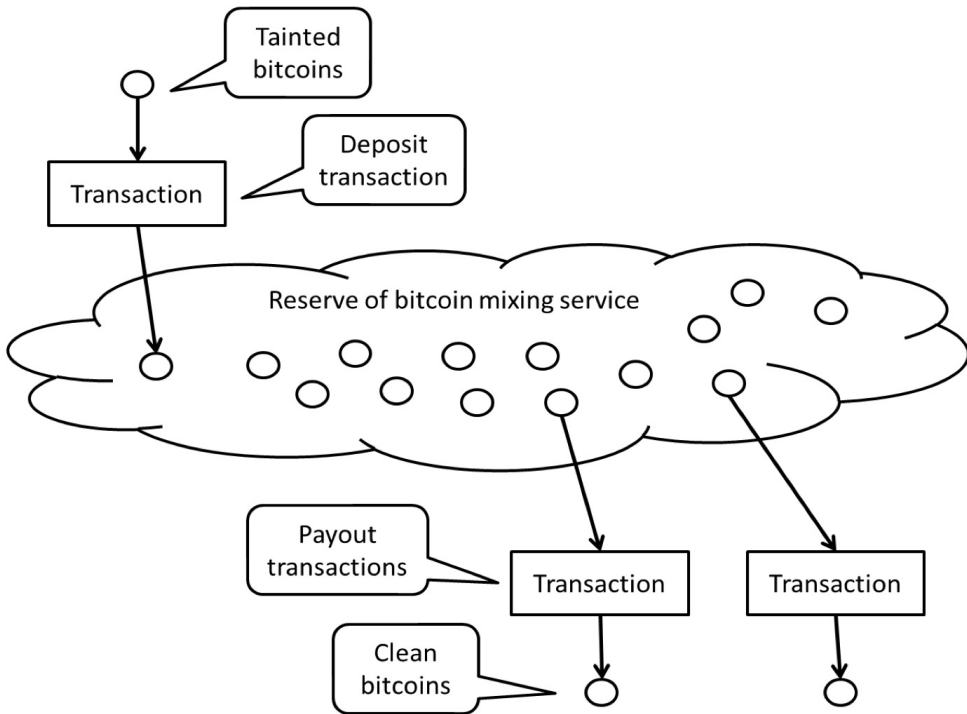 Tainted
bitcoins
Deposit
transaction
Transaction
Reserve of bitcoin mixing service
Payout
transactions
Transaction
Transaction
Clean
bitcoins